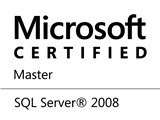 Microsoft
CERTIFIED
Master
SQL Server® 2008